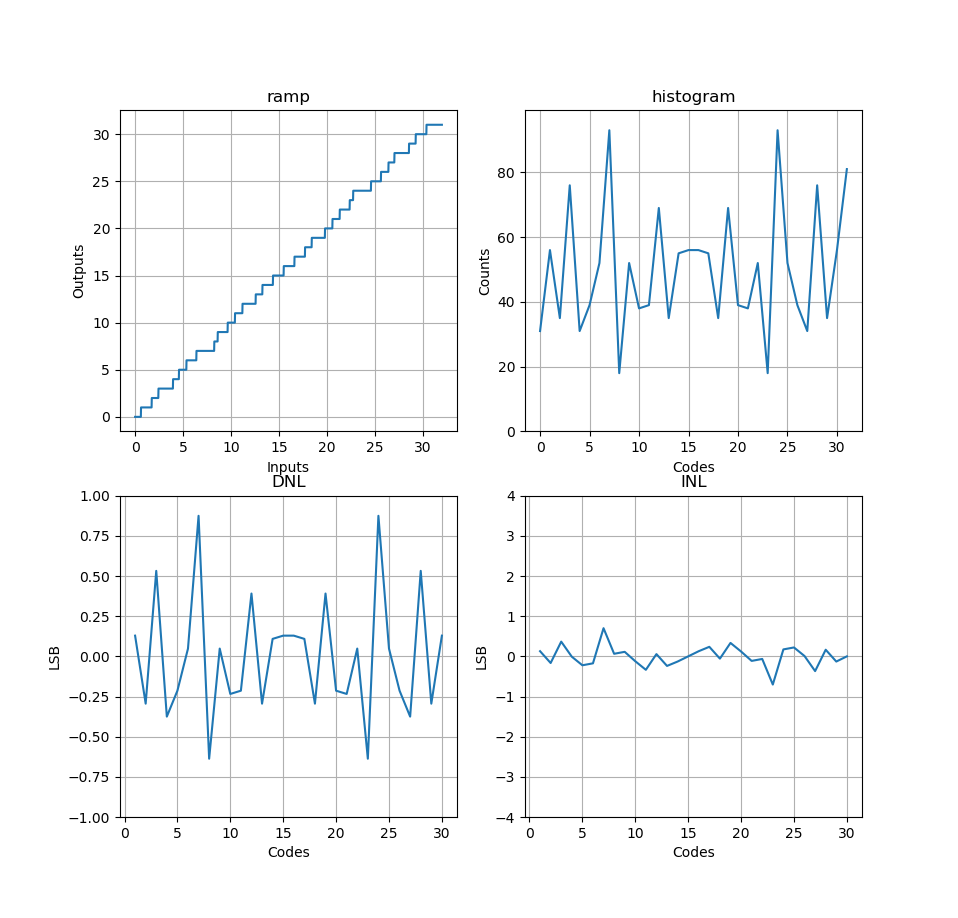 ramp
30
25
20
15
10
5
0
Outputs
0 5 10 15 20 25 30
Inputs
histogram
80
60
40
20
0
Counts
0 5 10 15 20 25 30
Codes
DNL
1.00
0.75
0.50
0.25
0.00
−0.25
−0.50
−0.75
−1.00
LSB
0 5 10 15 20 25 30
Codes
INL
4
3
2
1
0
−1
−2
−3
−4
LSB
0 5 10 15 20 25 30
Codes